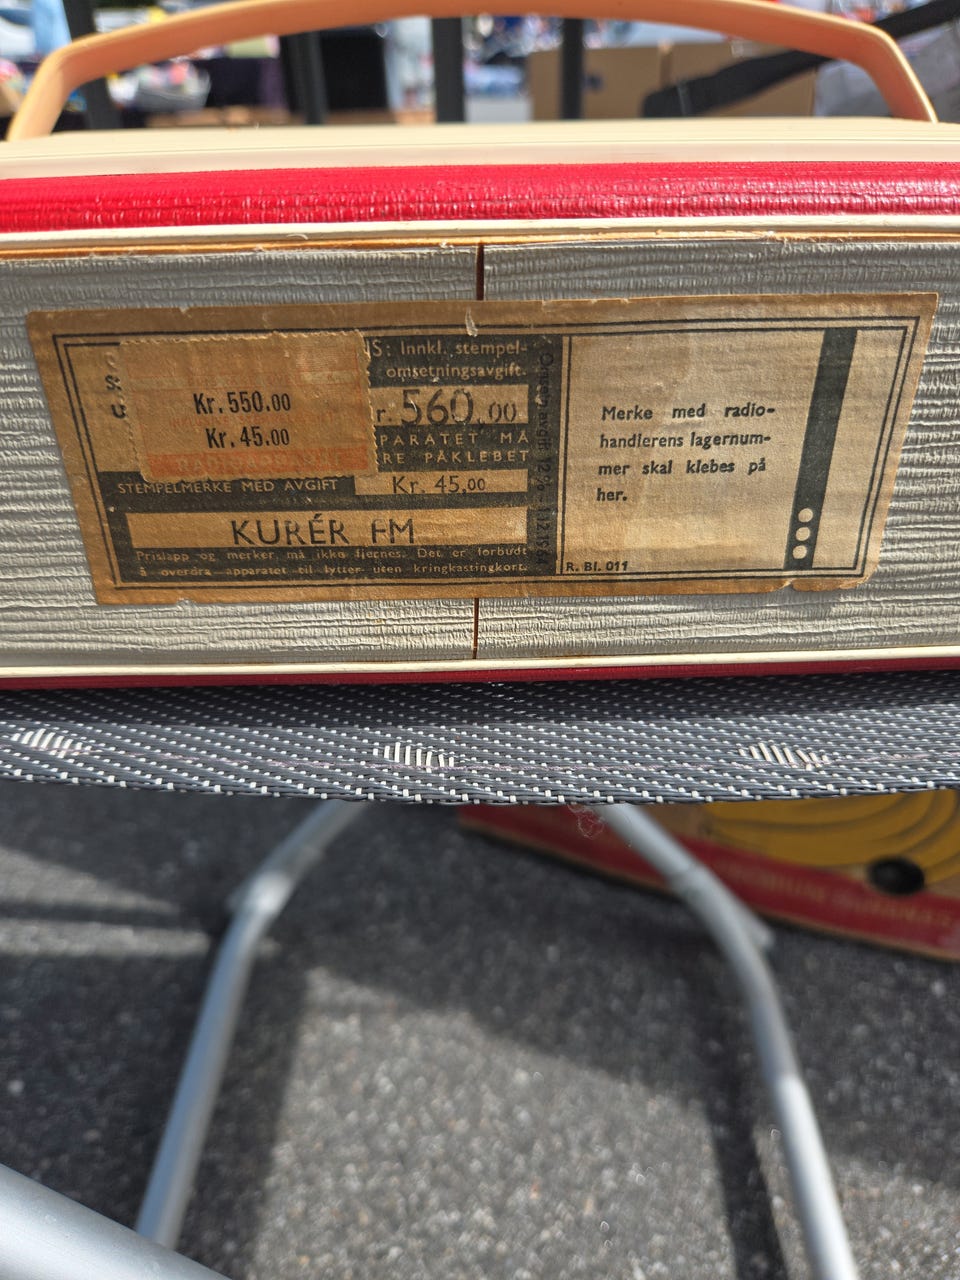 Kr. 550.00
Kr. 45.00
NS: Innkl. stempel-
omsetningsavgift.
r. 560,00
PARATET MÅ
RE PÅKLEBET
STEMPELMERKE MED AVGIFT
Kr. 45,00
KURÉR FM
Prislapp og merker må ikke fjernes. Det er forbudt
å overdra apparatet til lytter uten kringkastingkort.
Merke med radio-
handlerens lagernum-
mer skal klebes på
her.
R. Bl. 011